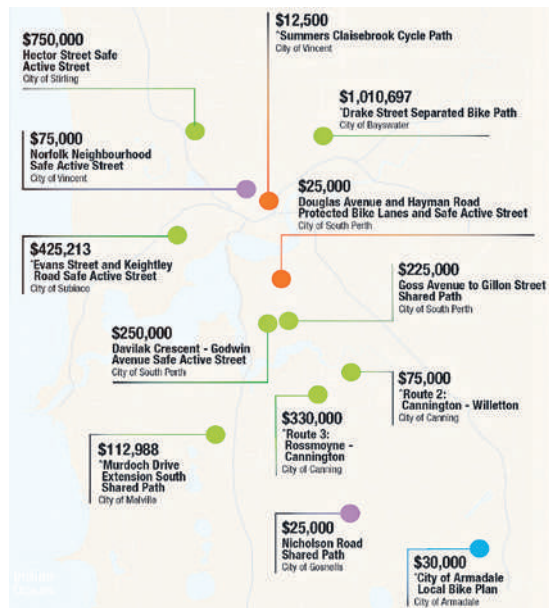 $750,000
Hector Street Safe
Active Street
City of Stirling
$12,500
*Summers Claisebrook Cycle Path
City of Vincent
$1,010,697
*Drake Street Separated Bike Path
City of Bayswater
$75,000
Norfolk Neighbourhood
Safe Active Street
City of Vincent
$25,000
Douglas Avenue and Hayman Road
Protected Bike Lanes and Safe Active Street
City of South Perth
$425,213
*Evans Street and Keightley
Road Safe Active Street
City of Subiaco
$225,000
Goss Avenue to Gillon Street
Shared Path
City of South Perth
$250,000
Davilak Crescent - Godwin
Avenue Safe Active Street
City of South Perth
$75,000
*Route 2:
Cannington - Willetton
City of Canning
$330,000
*Route 3:
Rossmoyne -
Cannington
City of Canning
$112,988
*Murdoch Drive
Extension South
Shared Path
City of Melville
$25,000
Nicholson Road
Shared Path
City of Gosnells
$30,000
*City of Armadale
Local Bike Plan
City of Armadale